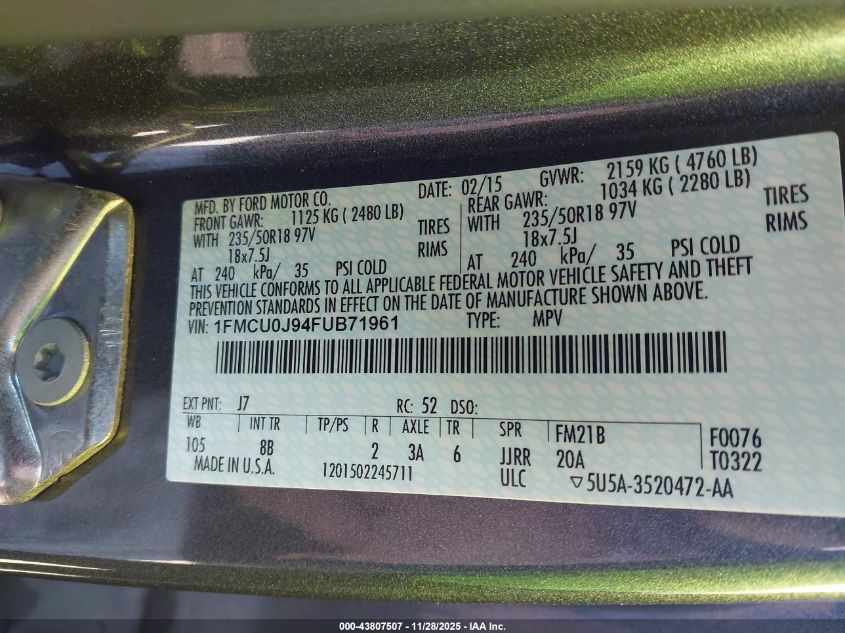 MFD. BY FORD MOTOR CO. DATE: 02/15 GVWR: 2159 KG ( 4760 LB)
FRONT GAWR: 1125 KG ( 2480 LB) REAR GAWR: 1034 KG ( 2280 LB)
WITH 235/50R18 97V TIRES WITH 235/50R18 97V TIRES
18x7.5J RIMS 18x7.5J RIMS
AT 240 kPa/ 35 PSI COLD AT 240 kPa/ 35 PSI COLD
THIS VEHICLE CONFORMS TO ALL APPLICABLE FEDERAL MOTOR VEHICLE SAFETY AND THEFT
PREVENTION STANDARDS IN EFFECT ON THE DATE OF MANUFACTURE SHOWN ABOVE.
VIN: 1FMCU0J94FUB71961 TYPE: MPV
EXT PNT: J7 RC: 52 DSO:
WB INT TR TP/PS R AXLE TR SPR FM21B F0076
105 8B 2 3A 6 JJRR 20A T0322
MADE IN U.S.A. 1201502245711 ULC ▽5U5A-3520472-AA
000-43807507 - 11/28/2025 - IAA Inc.